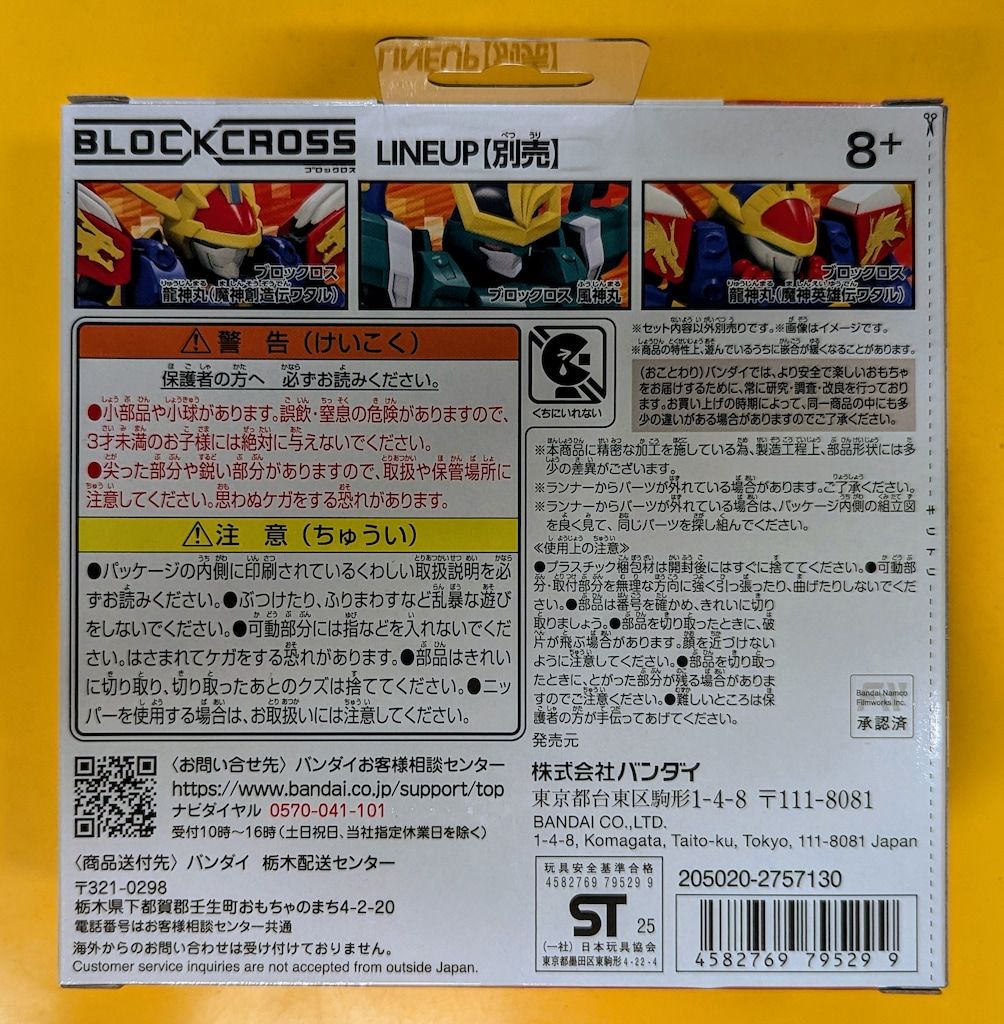 BLOCKCROSS
ブロックロス
LINEUP【別売】
8+
ブロックロス
龍神丸(魔神創造伝ワタル)
ブロックロス 風神丸
ブロックロス
龍神丸(魔神英雄伝ワタル)
警 告(けいこく)
保護者の方へ 必ずお読みください。
●小部品や小球があります。誤飲・窒息の危険がありますので、
3才未満のお子様には絶対に与えないでください。
●尖った部分や鋭い部分がありますので、取扱や保管場所に
注意してください。思わぬケガをする恐れがあります。
注 意(ちゅうい)
●パッケージの内側に印刷されているくわしい取扱説明を必
ずお読みください。●ぶつけたり、ふりまわすなど乱暴な遊び
をしないでください。●可動部分には指などを入れないでくだ
さい。はさまれてケガをする恐れがあります。●部品はきれい
に切り取り、切り取ったあとのクズは捨ててください。●ニッ
パーを使用する場合は、お取扱いには注意してください。
くちにいれない
※セット内容以外別売りです。※画像はイメージです。
※商品の特性上、遊んでいるうちに嵌合が緩くなることがあります。
(おことわり)バンダイでは、より安全で楽しいおもちゃ
をお届けするために、常に研究・調査・改良を行っており
ます。お買い上げの時期によって、同一商品の中にも多
少の違いがある場合がありますのでご了承ください。
※本商品に精密な加工を施している為、製造工程上、部品形状には多
少の差異がございます。
※ランナーからパーツが外れている場合があります。ご了承ください。
※ランナーからパーツが外れている場合は、パッケージ内側の組立図
を良く見て、同じパーツを探し組んでください。
≪使用上の注意≫
●プラスチック梱包材は開封後にはすぐに捨ててください。●可動部
分・取付部分を無理な方向に強く引っ張ったり、曲げたりしないでくだ
さい。●部品は番号を確かめ、きれいに切り
取りましょう。●部品を切り取ったときに、破
片が飛ぶ場合があります。顔を近づけない
ように注意してください。●部品を切り取っ
たときに、とがった部分が残る場合があります
のでご注意ください。●難しいところは保
護者の方が手伝ってあげてください。
キリトリ
Bandai Namco
Filmworks Inc.
承認済
発売元
株式会社バンダイ
東京都台東区駒形1-4-8 〒111-8081
BANDAI CO.,LTD.
1-4-8, Komagata, Taito-ku, Tokyo, 111-8081 Japan
〈お問い合せ先〉バンダイお客様相談センター
https://www.bandai.co.jp/support/top
ナビダイヤル 0570-041-101
受付10時～16時(土日祝日、当社指定休業日を除く)
〈商品送付先〉バンダイ 栃木配送センター
〒321-0298
栃木県下都賀郡壬生町おもちゃのまち4-2-20
電話番号はお客様相談センター共通
海外からのお問い合わせは受け付けておりません。
Customer service inquiries are not accepted from outside Japan.
玩具安全基準合格
4582769 79529 9
ST 25
(一社)日本玩具協会
東京都墨田区東駒形4-22-4
205020-2757130
4582769 79529 9